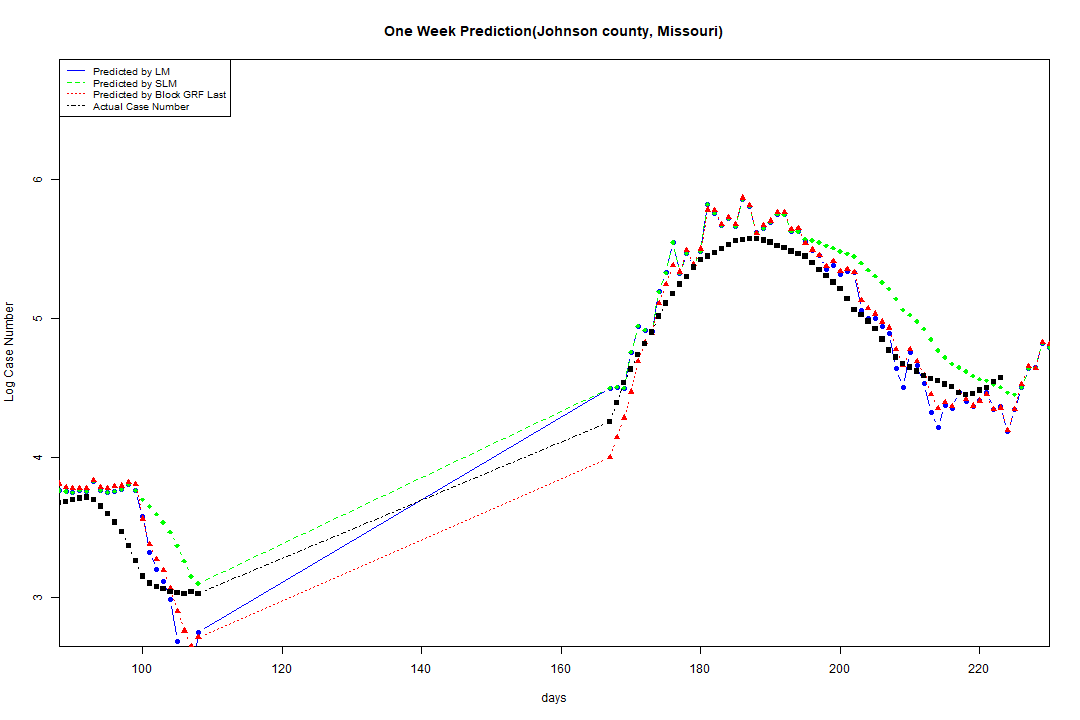 One Week Prediction(Johnson county, Missouri)
Predicted by LM
Predicted by SLM
Predicted by Block GRF Last
Actual Case Number
Log Case Number
6
5
4
3
100 120 140 160 180 200 220
days